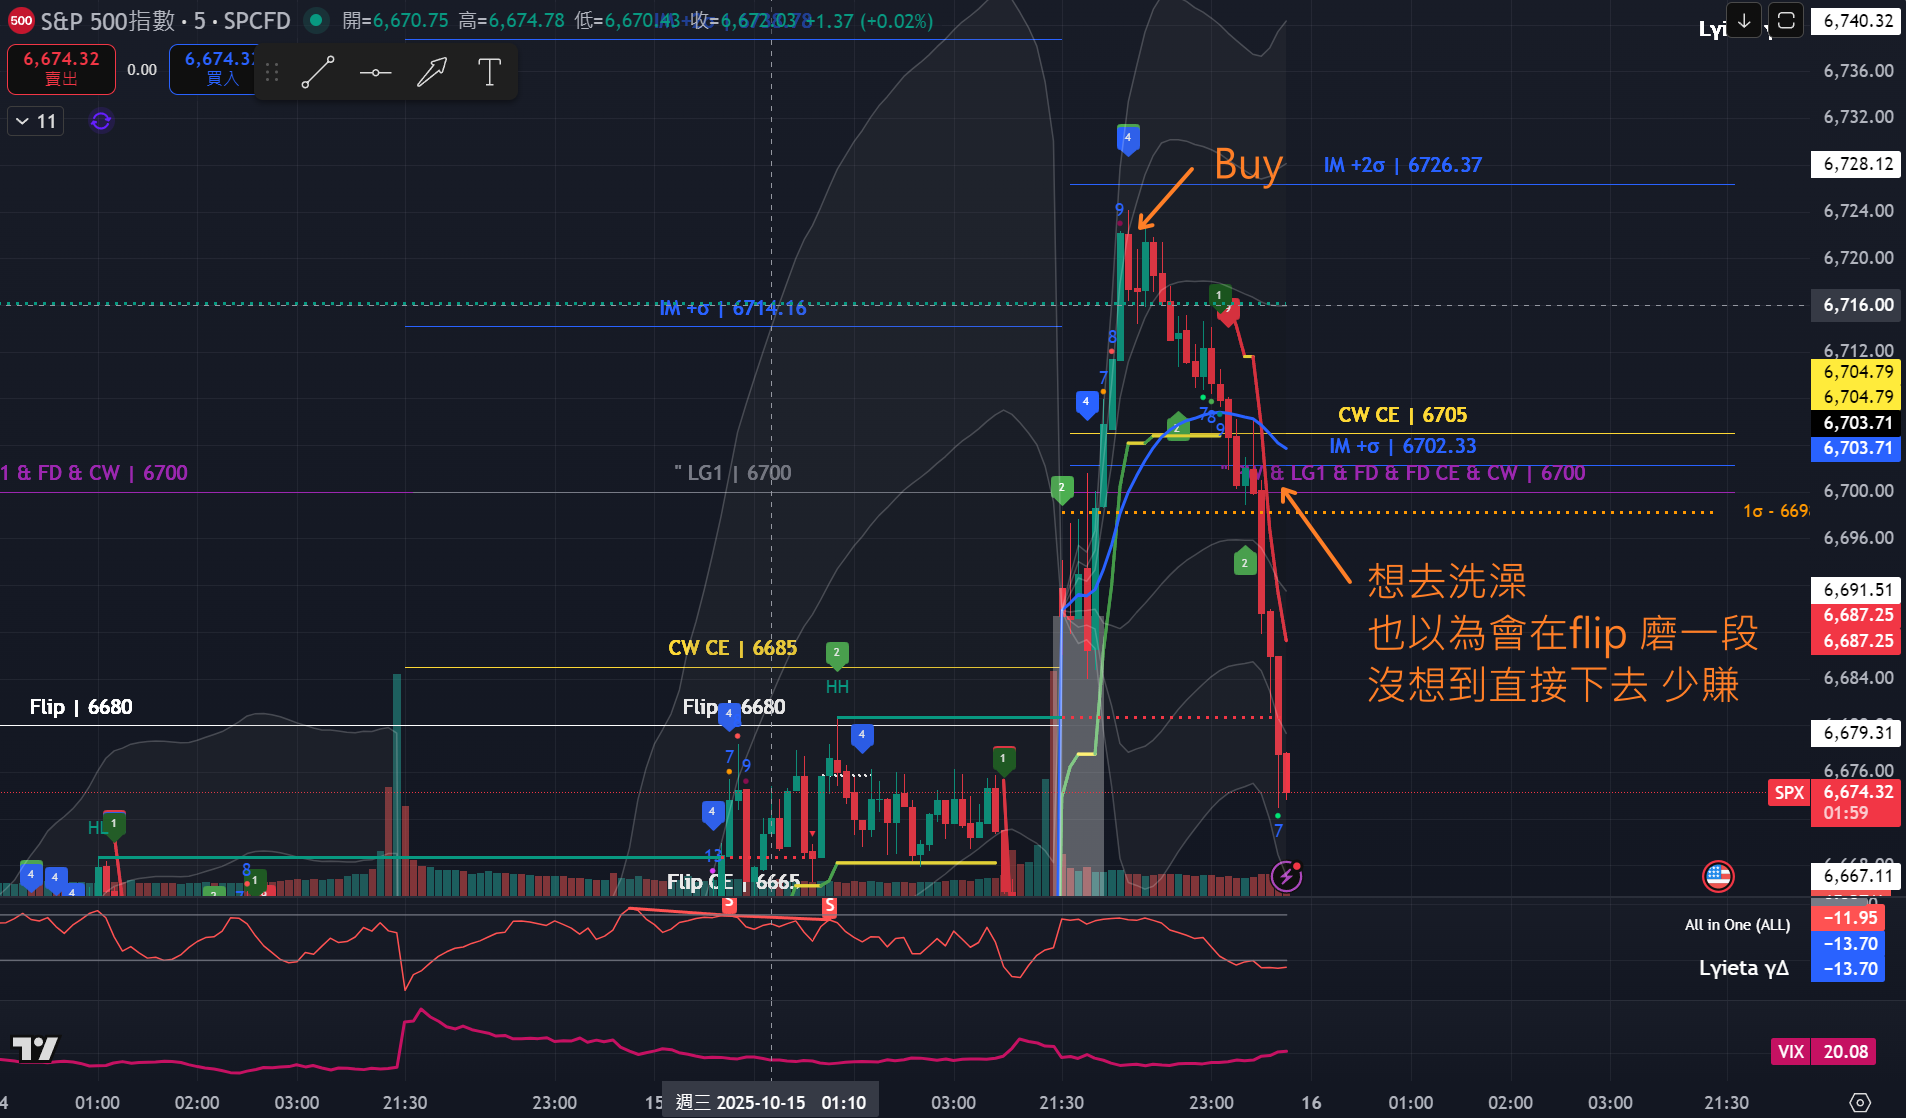 S&P 500指數 · 5 · SPCFD
開=6,670.75 高=6,674.78 低=6,670.43 收=6,672.03 +1.37 (+0.02%)
6,674.32
賣出
0.00
買入
11
Buy
IM +2σ | 6726.37
IM +σ | 6714.16
CW CE | 6705
IM +σ | 6702.33
1 & FD & CW | 6700
" LG1 | 6700
& LG1 & FD & FD CE & CW | 6700
想去洗澡
也以為會在flip 磨一段
沒想到直接下去 少賺
CW CE | 6685
HH
Flip | 6680
Flip | 6680
Flip CE | 6665
6,740.32
6,736.00
6,732.00
6,728.12
6,724.00
6,720.00
6,716.00
6,712.00
6,704.79
6,704.79
6,703.71
6,703.71
6,700.00
6,696.00
6,691.51
6,687.25
6,687.25
6,684.00
6,679.31
6,676.00
SPX 6,674.32
01:59
6,667.11
All in One (ALL)
Lyieta γΔ
−11.95
−13.70
−13.70
VIX 20.08
01:00 02:00 03:00 21:30 23:00 週三 2025-10-15 01:10 03:00 21:30 23:00 16 01:00 02:00 03:00 21:30